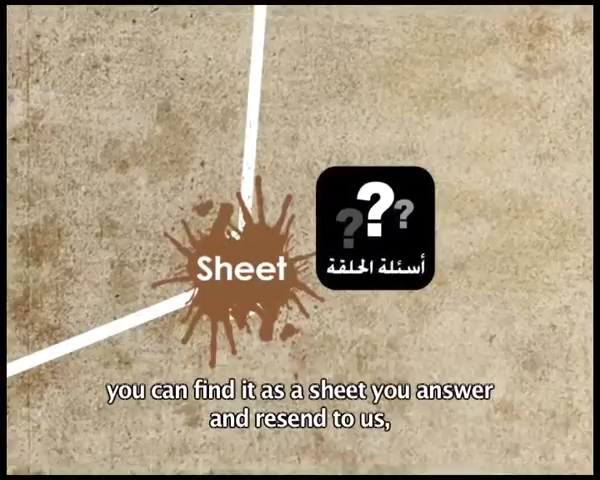 ???
Sheet
أسئلة الحلقة
you can find it as a sheet you answer
and resend to us,